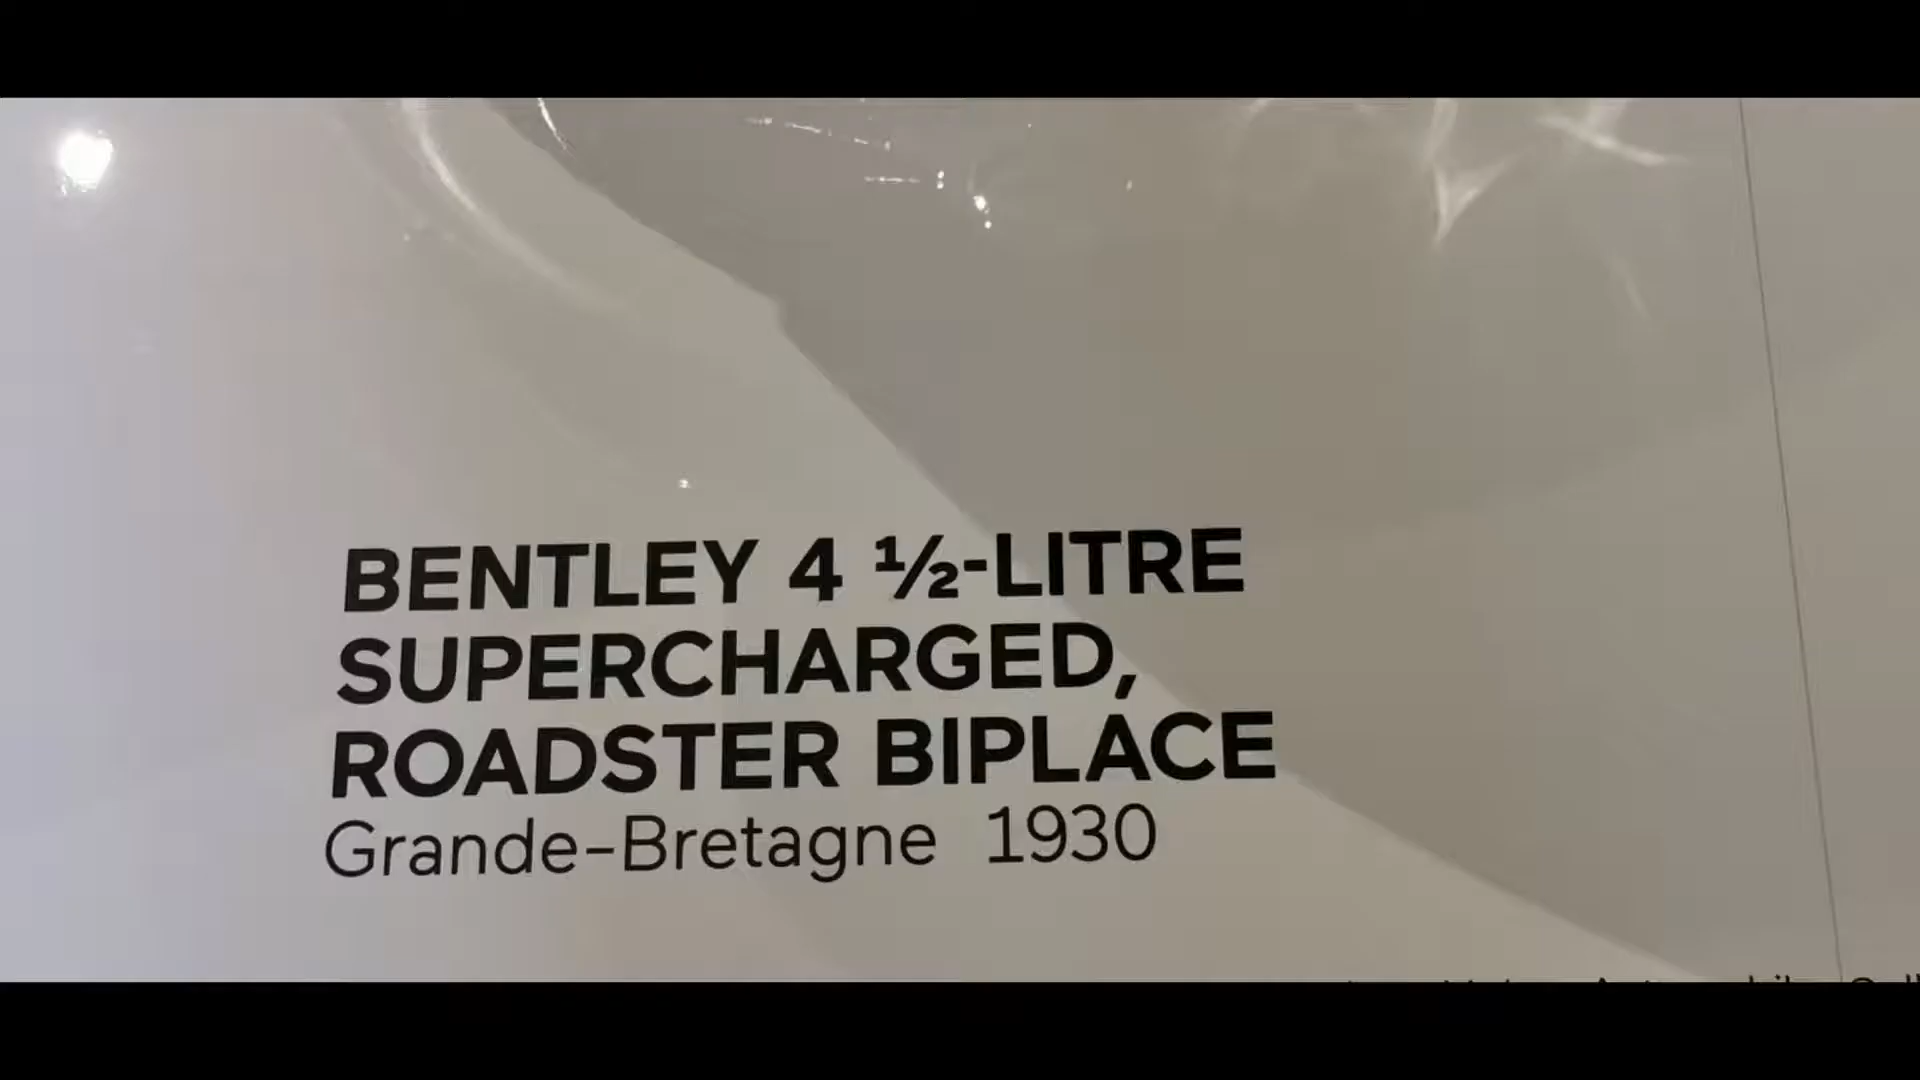 BENTLEY 4 ½-LITRE
SUPERCHARGED,
ROADSTER BIPLACE
Grande-Bretagne 1930